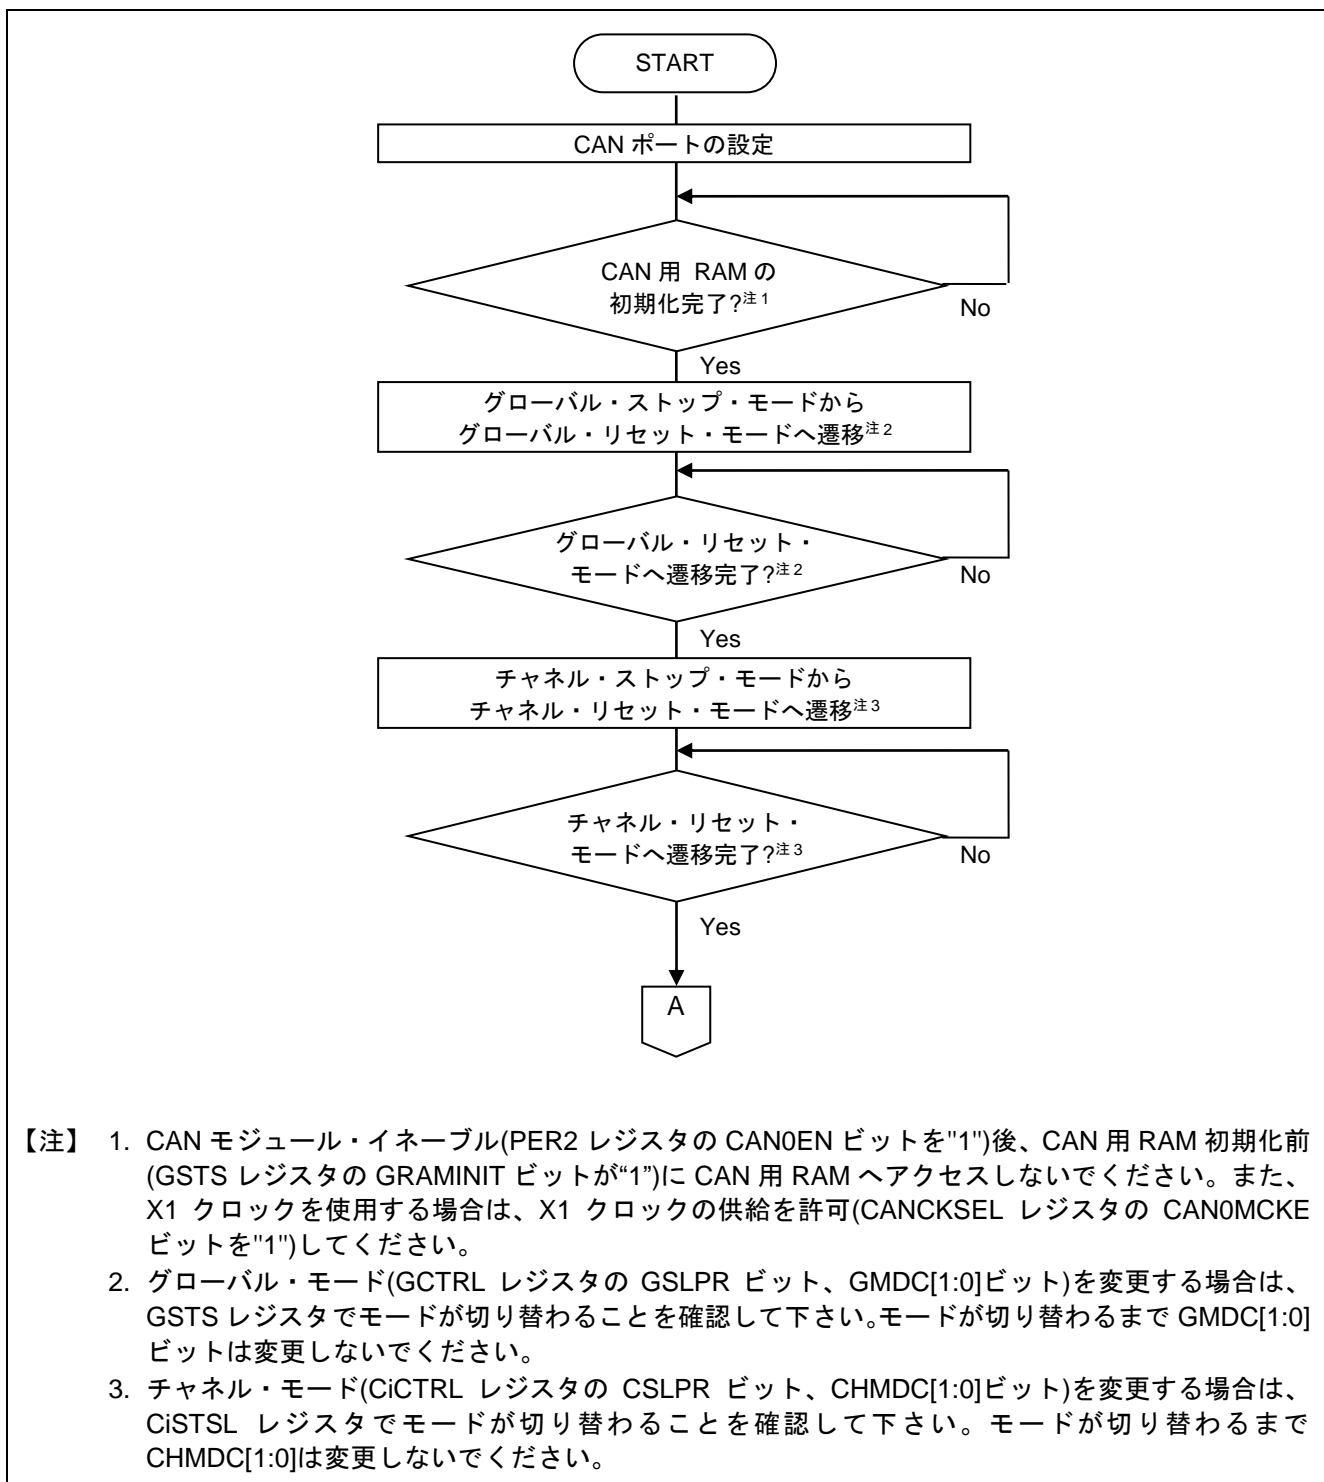 START
CAN ポートの設定
CAN 用 RAM の
初期化完了?注1
No
Yes
グローバル・ストップ・モードから
グローバル・リセット・モードへ遷移注2
グローバル・リセット・
モードへ遷移完了?注2
No
Yes
チャネル・ストップ・モードから
チャネル・リセット・モードへ遷移注3
チャネル・リセット・
モードへ遷移完了?注3
No
Yes
A
【注】 1. CAN モジュール・イネーブル(PER2 レジスタの CAN0EN ビットを"1")後、CAN 用 RAM 初期化前
(GSTS レジスタの GRAMINIT ビットが“1”)に CAN 用 RAM へアクセスしないでください。また、
X1 クロックを使用する場合は、X1 クロックの供給を許可(CANCKSEL レジスタの CAN0MCKE
ビットを"1")してください。
2. グローバル・モード(GCTRL レジスタの GSLPR ビット、GMDC[1:0]ビット)を変更する場合は、
GSTS レジスタでモードが切り替わることを確認して下さい。モードが切り替わるまで GMDC[1:0]
ビットは変更しないでください。
3. チャネル・モード(CiCTRL レジスタの CSLPR ビット、CHMDC[1:0]ビット)を変更する場合は、
CiSTSL レジスタでモードが切り替わることを確認して下さい。モードが切り替わるまで
CHMDC[1:0]は変更しないでください。